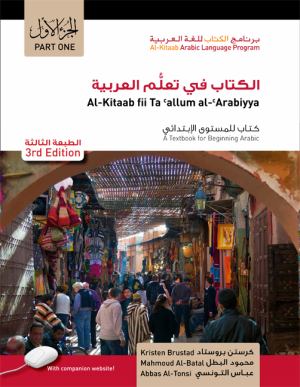 الجزء الأول
PART ONE
برنامج الكتاب للغة العربية
Al-Kitaab Arabic Language Program
الكتاب في تعلُّم العربية
Al-Kitaab fii Ta ʿallum al-ʿArabiyya
كتاب للمستوى الابتدائي
A Textbook for Beginning Arabic
الطبعة الثالثة
3rd Edition
With companion website!
كرستن بروستاد Kristen Brustad
محمود البطل Mahmoud Al-Batal
عباس التونسي Abbas Al-Tonsi